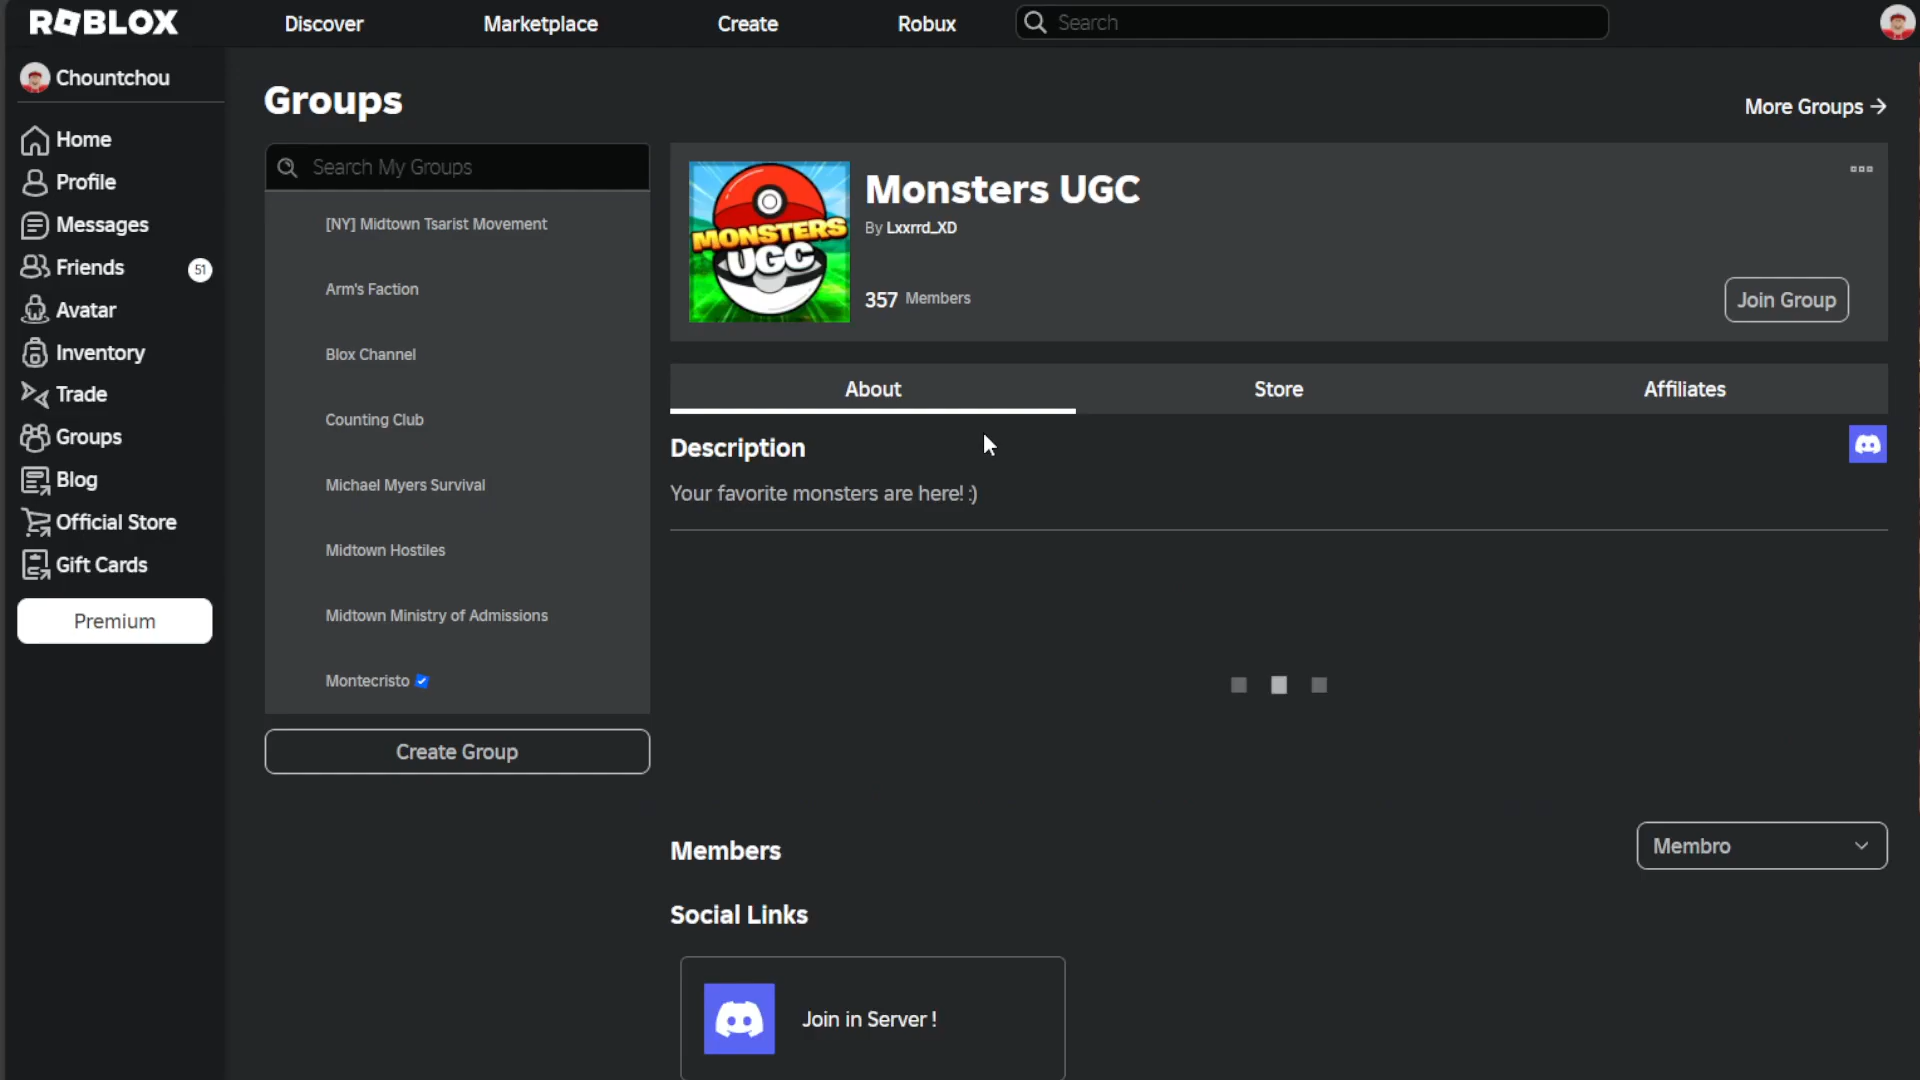 ROBLOX
Discover
Marketplace
Create
Robux
Search
Chountchou
Home
Profile
Messages
Friends
51
Avatar
Inventory
Trade
Groups
Blog
Official Store
Gift Cards
Premium
Groups
More Groups →
Search My Groups
[NY] Midtown Tsarist Movement
Arm's Faction
Blox Channel
Counting Club
Michael Myers Survival
Midtown Hostiles
Midtown Ministry of Admissions
Montecristo
Create Group
MONSTERS
UGC
Monsters UGC
By Lxxrrd_XD
357 Members
Join Group
About
Store
Affiliates
Description
Your favorite monsters are here! :)
Members
Membro
Social Links
Join in Server !